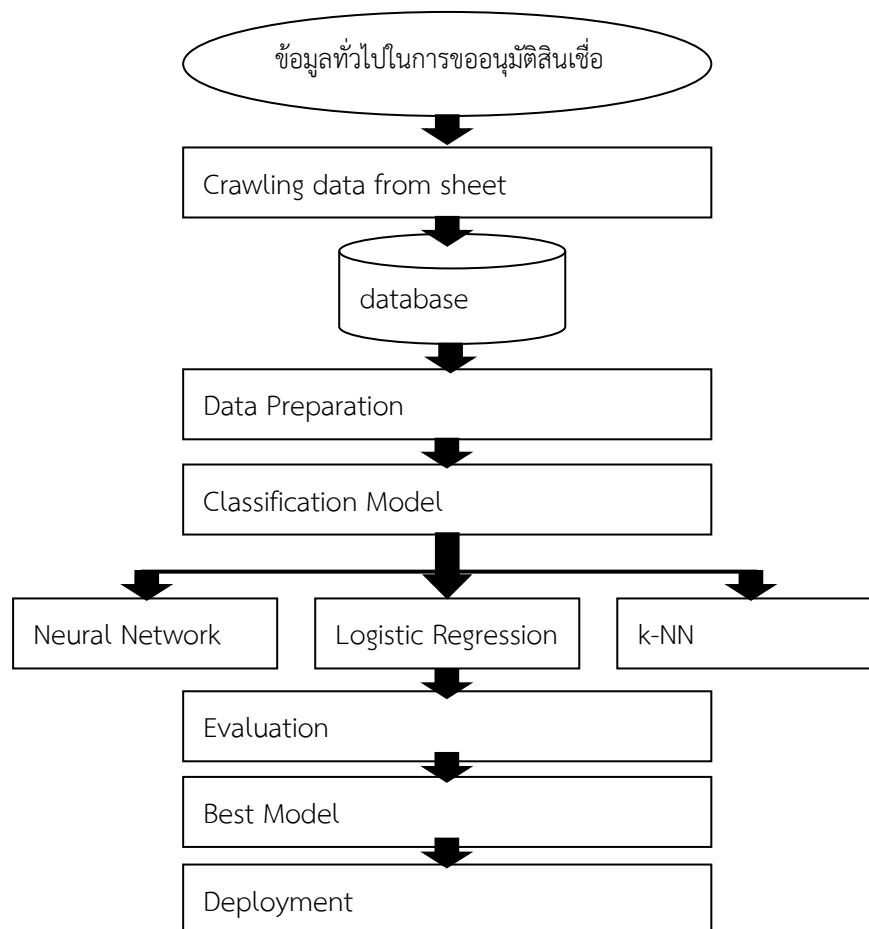 ข้อมูลทั่วไปในการขออนุมัติสินเชื่อ
Crawling data from sheet
database
Data Preparation
Classification Model
Neural Network
Logistic Regression
k-NN
Evaluation
Best Model
Deployment